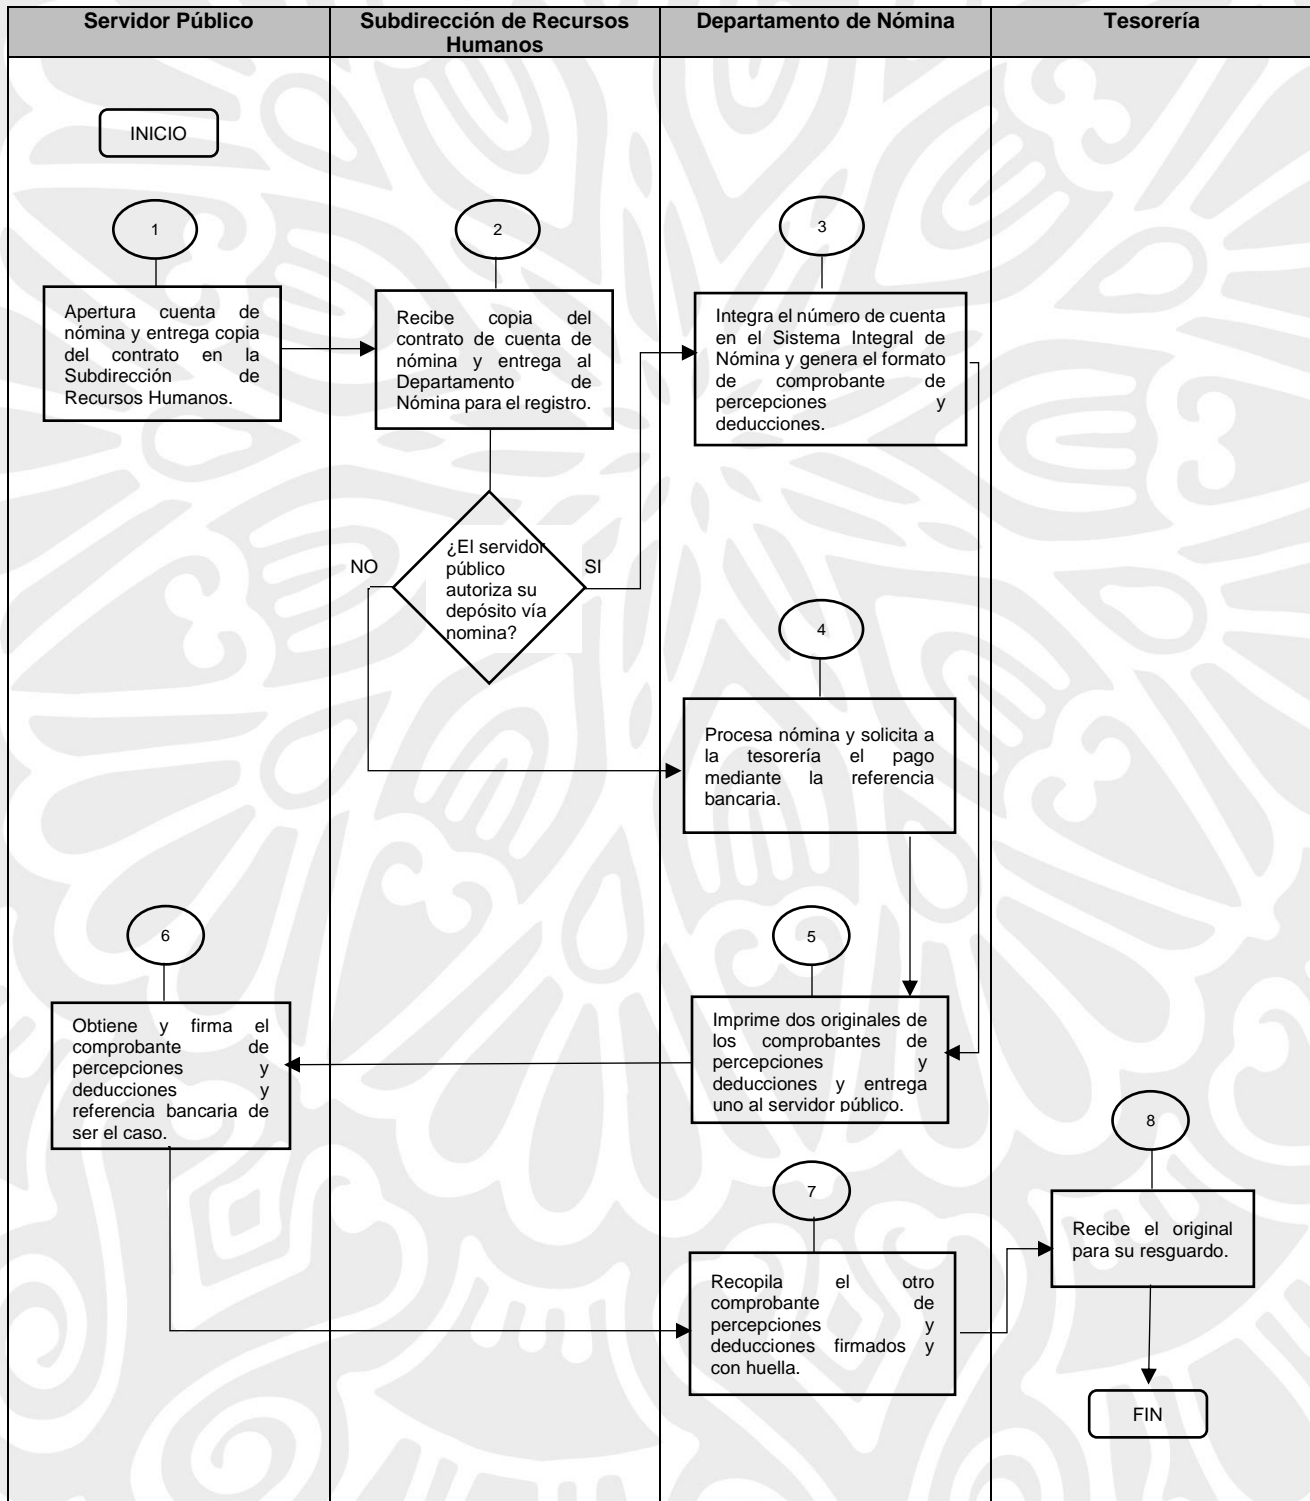 Servidor Público
Subdirección de Recursos
Humanos
Departamento de Nómina
Tesorería
INICIO
1
Apertura cuenta de
nómina y entrega copia
del contrato en la
Subdirección de
Recursos Humanos.
2
Recibe copia del
contrato de cuenta de
nómina y entrega al
Departamento de
Nómina para el registro.
3
Integra el número de cuenta
en el Sistema Integral de
Nómina y genera el formato
de comprobante de
percepciones y
deducciones.
¿El servidor
público
autoriza su
depósito vía
nomina?
NO
SI
4
Procesa nómina y solicita a
la tesorería el pago
mediante la referencia
bancaria.
5
Imprime dos originales de
los comprobantes de
percepciones y
deducciones y entrega
uno al servidor público.
6
Obtiene y firma el
comprobante de
percepciones y
deducciones y
referencia bancaria de
ser el caso.
7
Recopila el otro
comprobante de
percepciones y
deducciones firmados y
con huella.
8
Recibe el original
para su resguardo.
FIN